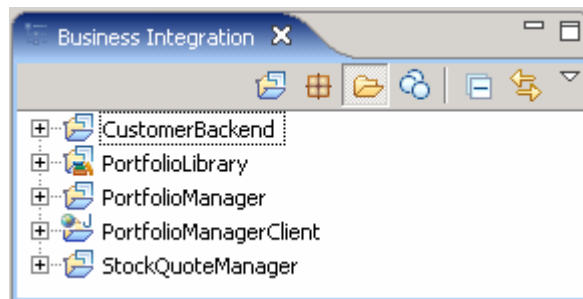 Business Integration
CustomerBackend
PortfolioLibrary
PortfolioManager
PortfolioManagerClient
StockQuoteManager